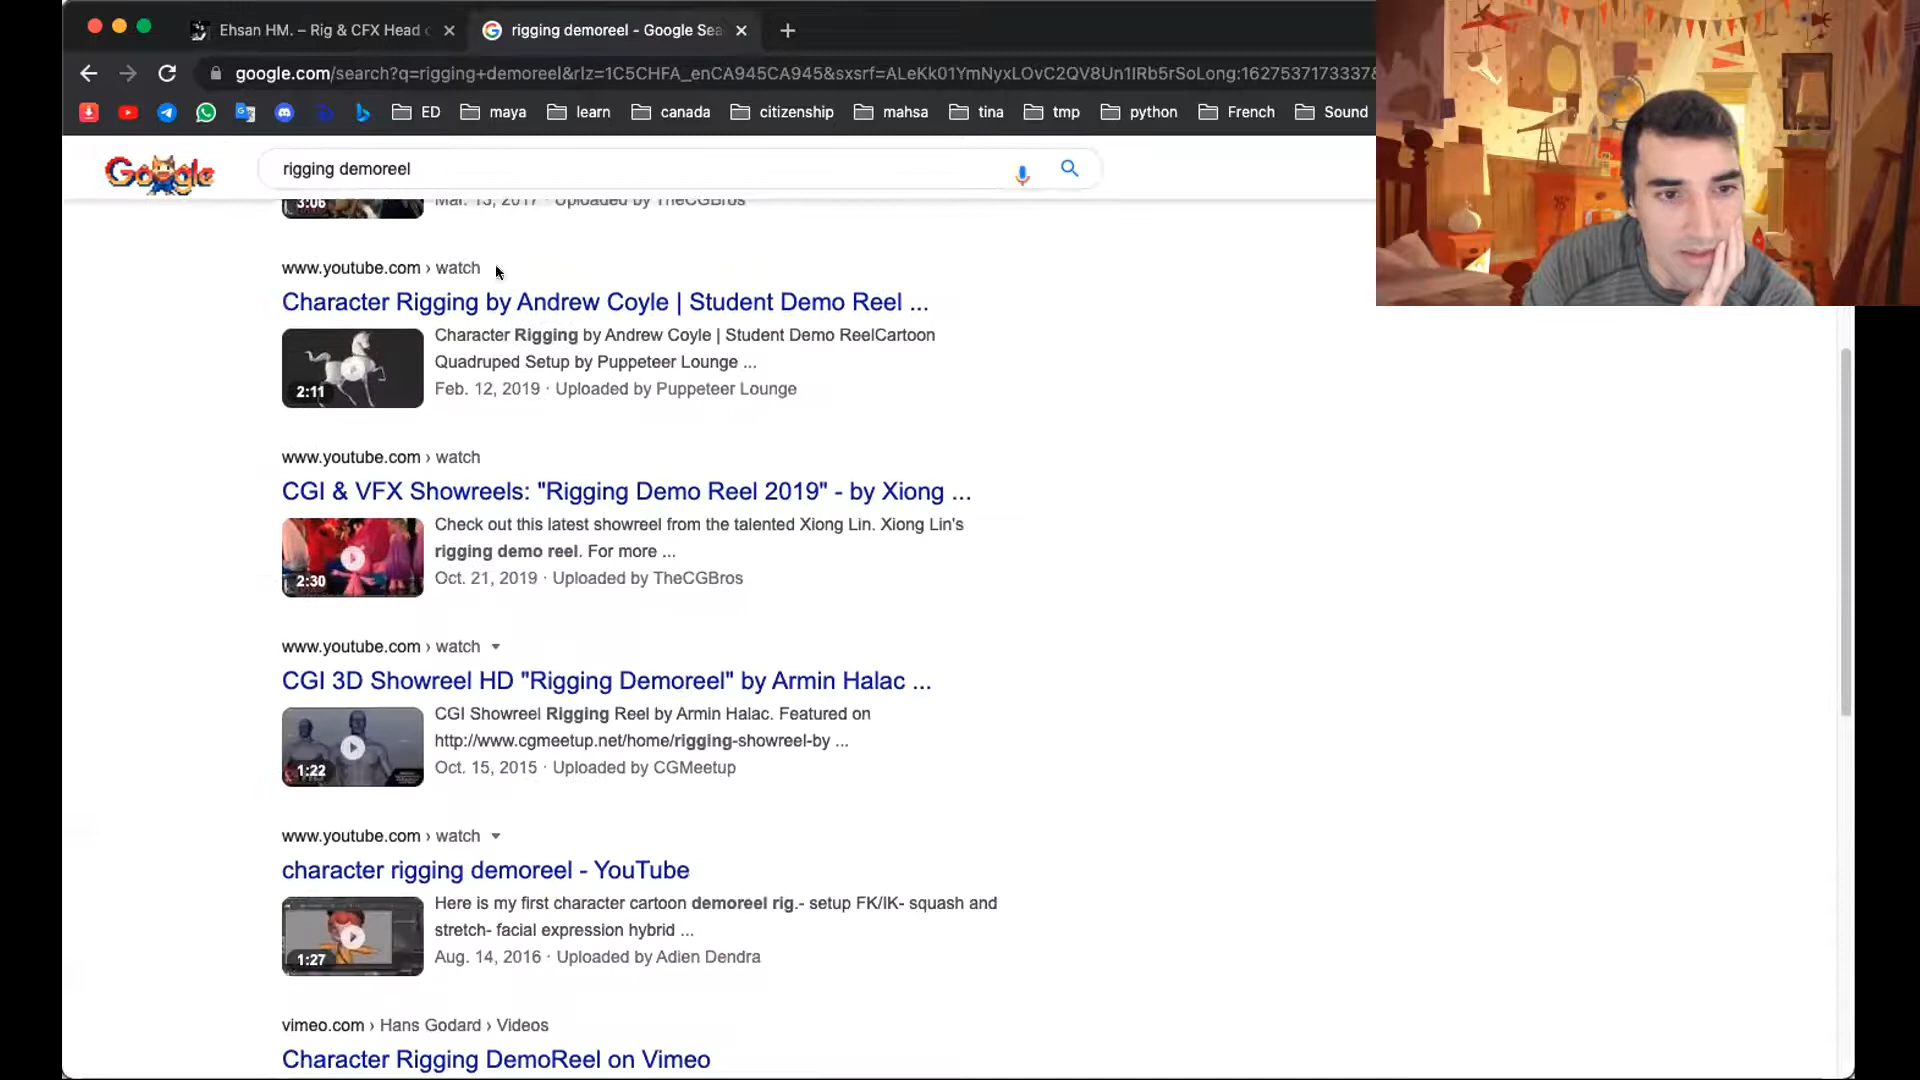 Ehsan HM. – Rig & CFX Head
rigging demoreel - Google Sea
google.com/search?q=rigging+demoreel&rlz=1C5CHFA_enCA945CA945&sxsrf=ALeKk01YmNyxLOvC2QV8Un1IRb5rSoLong:1627537173337&
ED
maya
learn
canada
citizenship
mahsa
tina
tmp
python
French
Sound
Google
rigging demoreel
3:06
Mar. 13, 2017 · Uploaded by TheCGBros
www.youtube.com › watch
Character Rigging by Andrew Coyle | Student Demo Reel ...
Character Rigging by Andrew Coyle | Student Demo ReelCartoon
Quadruped Setup by Puppeteer Lounge ...
2:11
Feb. 12, 2019 · Uploaded by Puppeteer Lounge
www.youtube.com › watch
CGI & VFX Showreels: "Rigging Demo Reel 2019" - by Xiong ...
Check out this latest showreel from the talented Xiong Lin. Xiong Lin's
rigging demo reel. For more ...
2:30
Oct. 21, 2019 · Uploaded by TheCGBros
www.youtube.com › watch
CGI 3D Showreel HD "Rigging Demoreel" by Armin Halac ...
CGI Showreel Rigging Reel by Armin Halac. Featured on
http://www.cgmeetup.net/home/rigging-showreel-by ...
1:22
Oct. 15, 2015 · Uploaded by CGMeetup
www.youtube.com › watch
character rigging demoreel - YouTube
Here is my first character cartoon demoreel rig.- setup FK/IK- squash and
stretch- facial expression hybrid ...
1:27
Aug. 14, 2016 · Uploaded by Adien Dendra
vimeo.com › Hans Godard › Videos
Character Rigging DemoReel on Vimeo